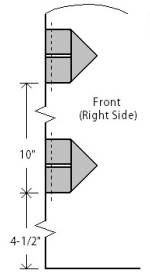 Front
(Right Side)
10"
4-1/2"